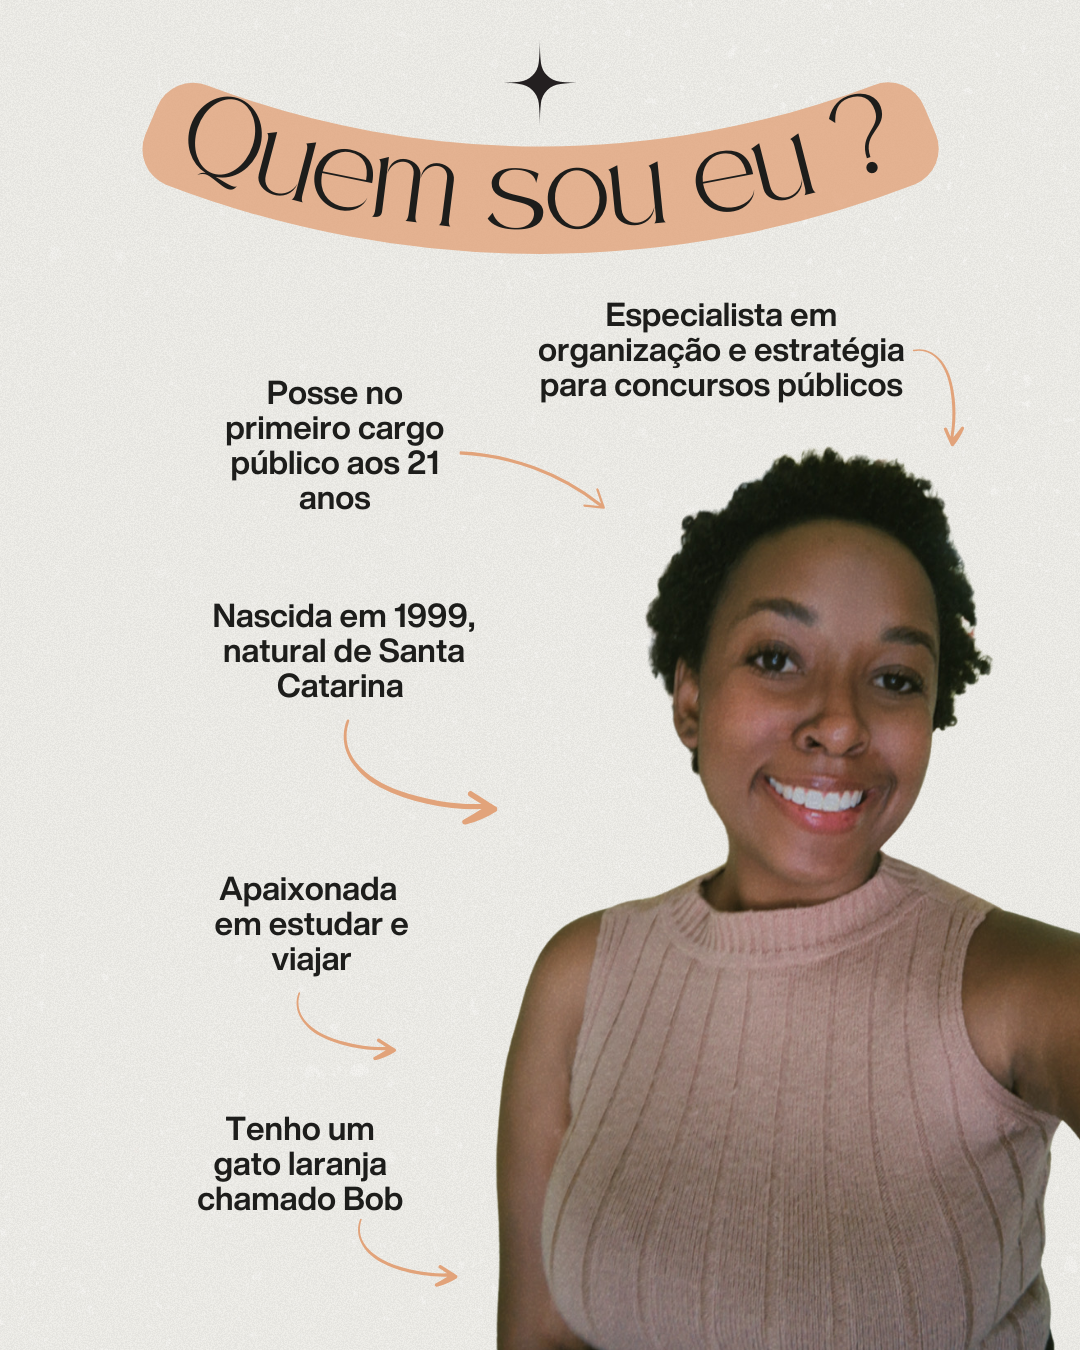 Quem sou eu ?
Especialista em
organização e estratégia
para concursos públicos
Posse no
primeiro cargo
público aos 21
anos
Nascida em 1999,
natural de Santa
Catarina
Apaixonada
em estudar e
viajar
Tenho um
gato laranja
chamado Bob